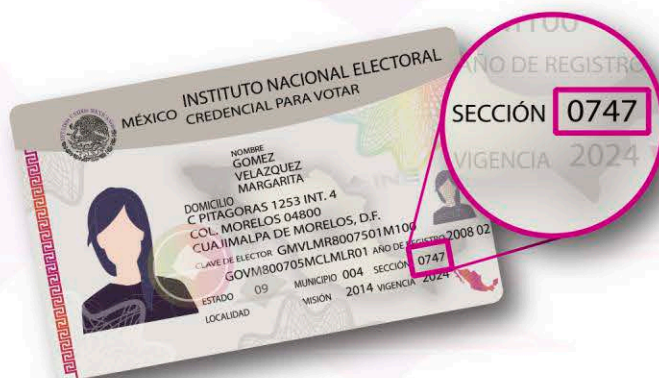 MÉXICO INSTITUTO NACIONAL ELECTORAL
CREDENCIAL PARA VOTAR
NOMBRE
GOMEZ
VELAZQUEZ
MARGARITA
DOMICILIO
C PITAGORAS 1253 INT. 4
COL. MORELOS 04800
CUAJIMALPA DE MORELOS, D.F.
CLAVE DE ELECTOR GMVLMR8007501M100
GOVM800705MCLMLR01 AÑO DE REGISTRO 2008 02
ESTADO 09 MUNICIPIO 004 SECCIÓN 0747
LOCALIDAD VISIÓN 2014 VIGENCIA 2024
AÑO DE REGISTRO
SECCIÓN 0747
VIGENCIA 2024